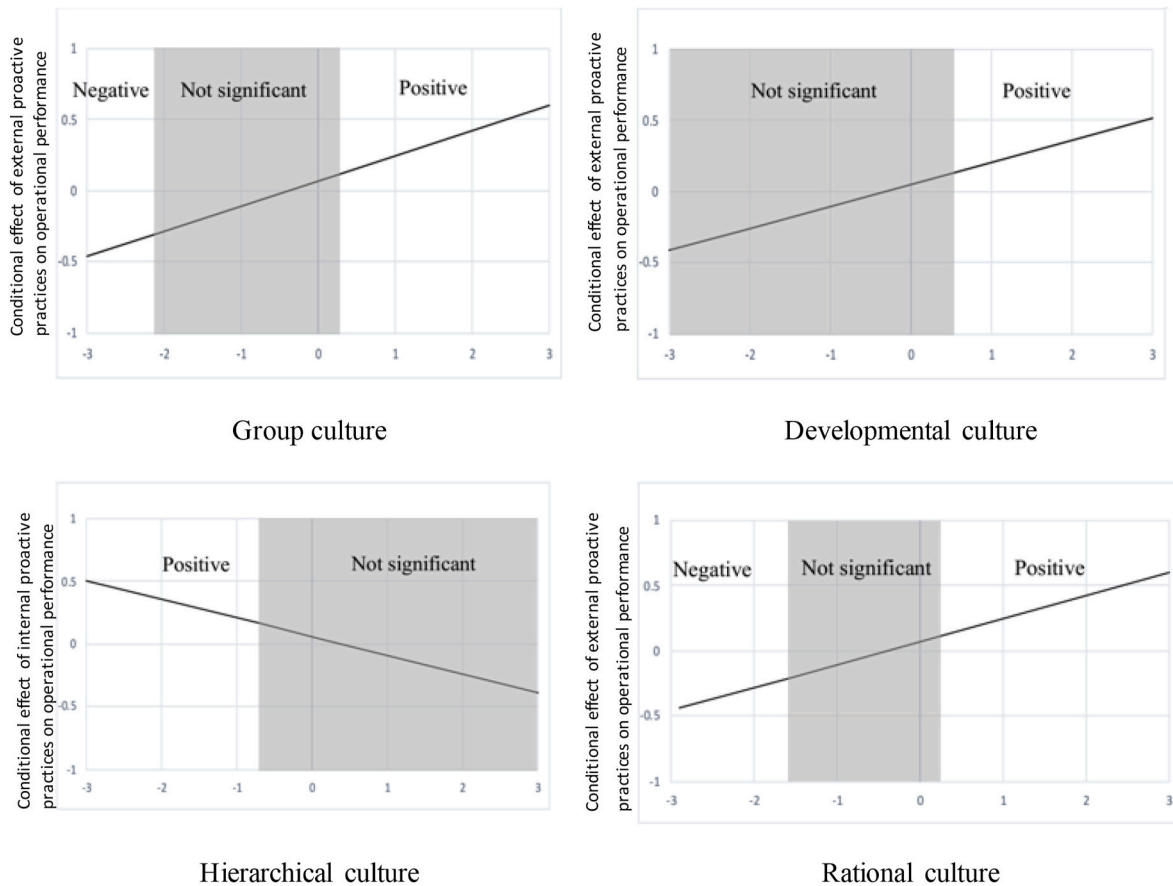 Conditional effect of external proactive
practices on operational performance
1
0.5
0
-0.5
-1
Negative
Not significant
Positive
-3 -2 -1 0 1 2 3
Group culture
Conditional effect of external proactive
practices on operational performance
1
0.5
0
-0.5
-1
Not significant
Positive
-3 -2 -1 0 1 2 3
Developmental culture
Conditional effect of internal proactive
practices on operational performance
1
0.5
0
-0.5
-1
Positive
Not significant
-3 -2 -1 0 1 2 3
Hierarchical culture
Conditional effect of external proactive
practices on operational performance
1
0.5
0
-0.5
-1
Negative
Not significant
Positive
-3 -2 -1 0 1 2 3
Rational culture